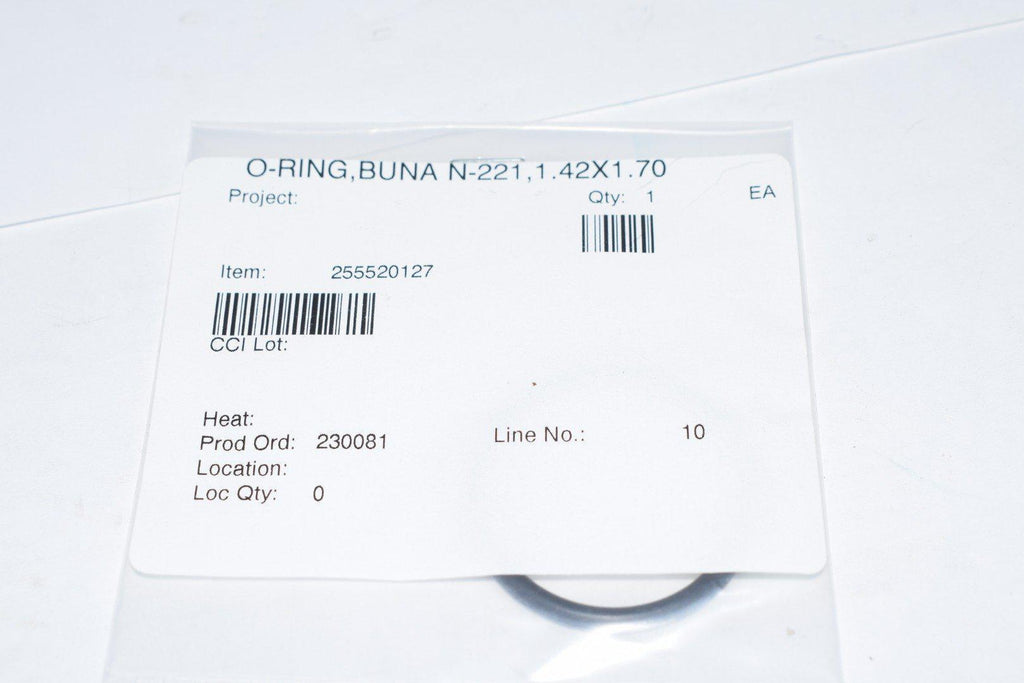 O-RING,BUNA N-221,1.42X1.70
Project: Qty: 1 EA
Item: 255520127
CCI Lot:
Heat:
Prod Ord: 230081 Line No.: 10
Location:
Loc Qty: 0